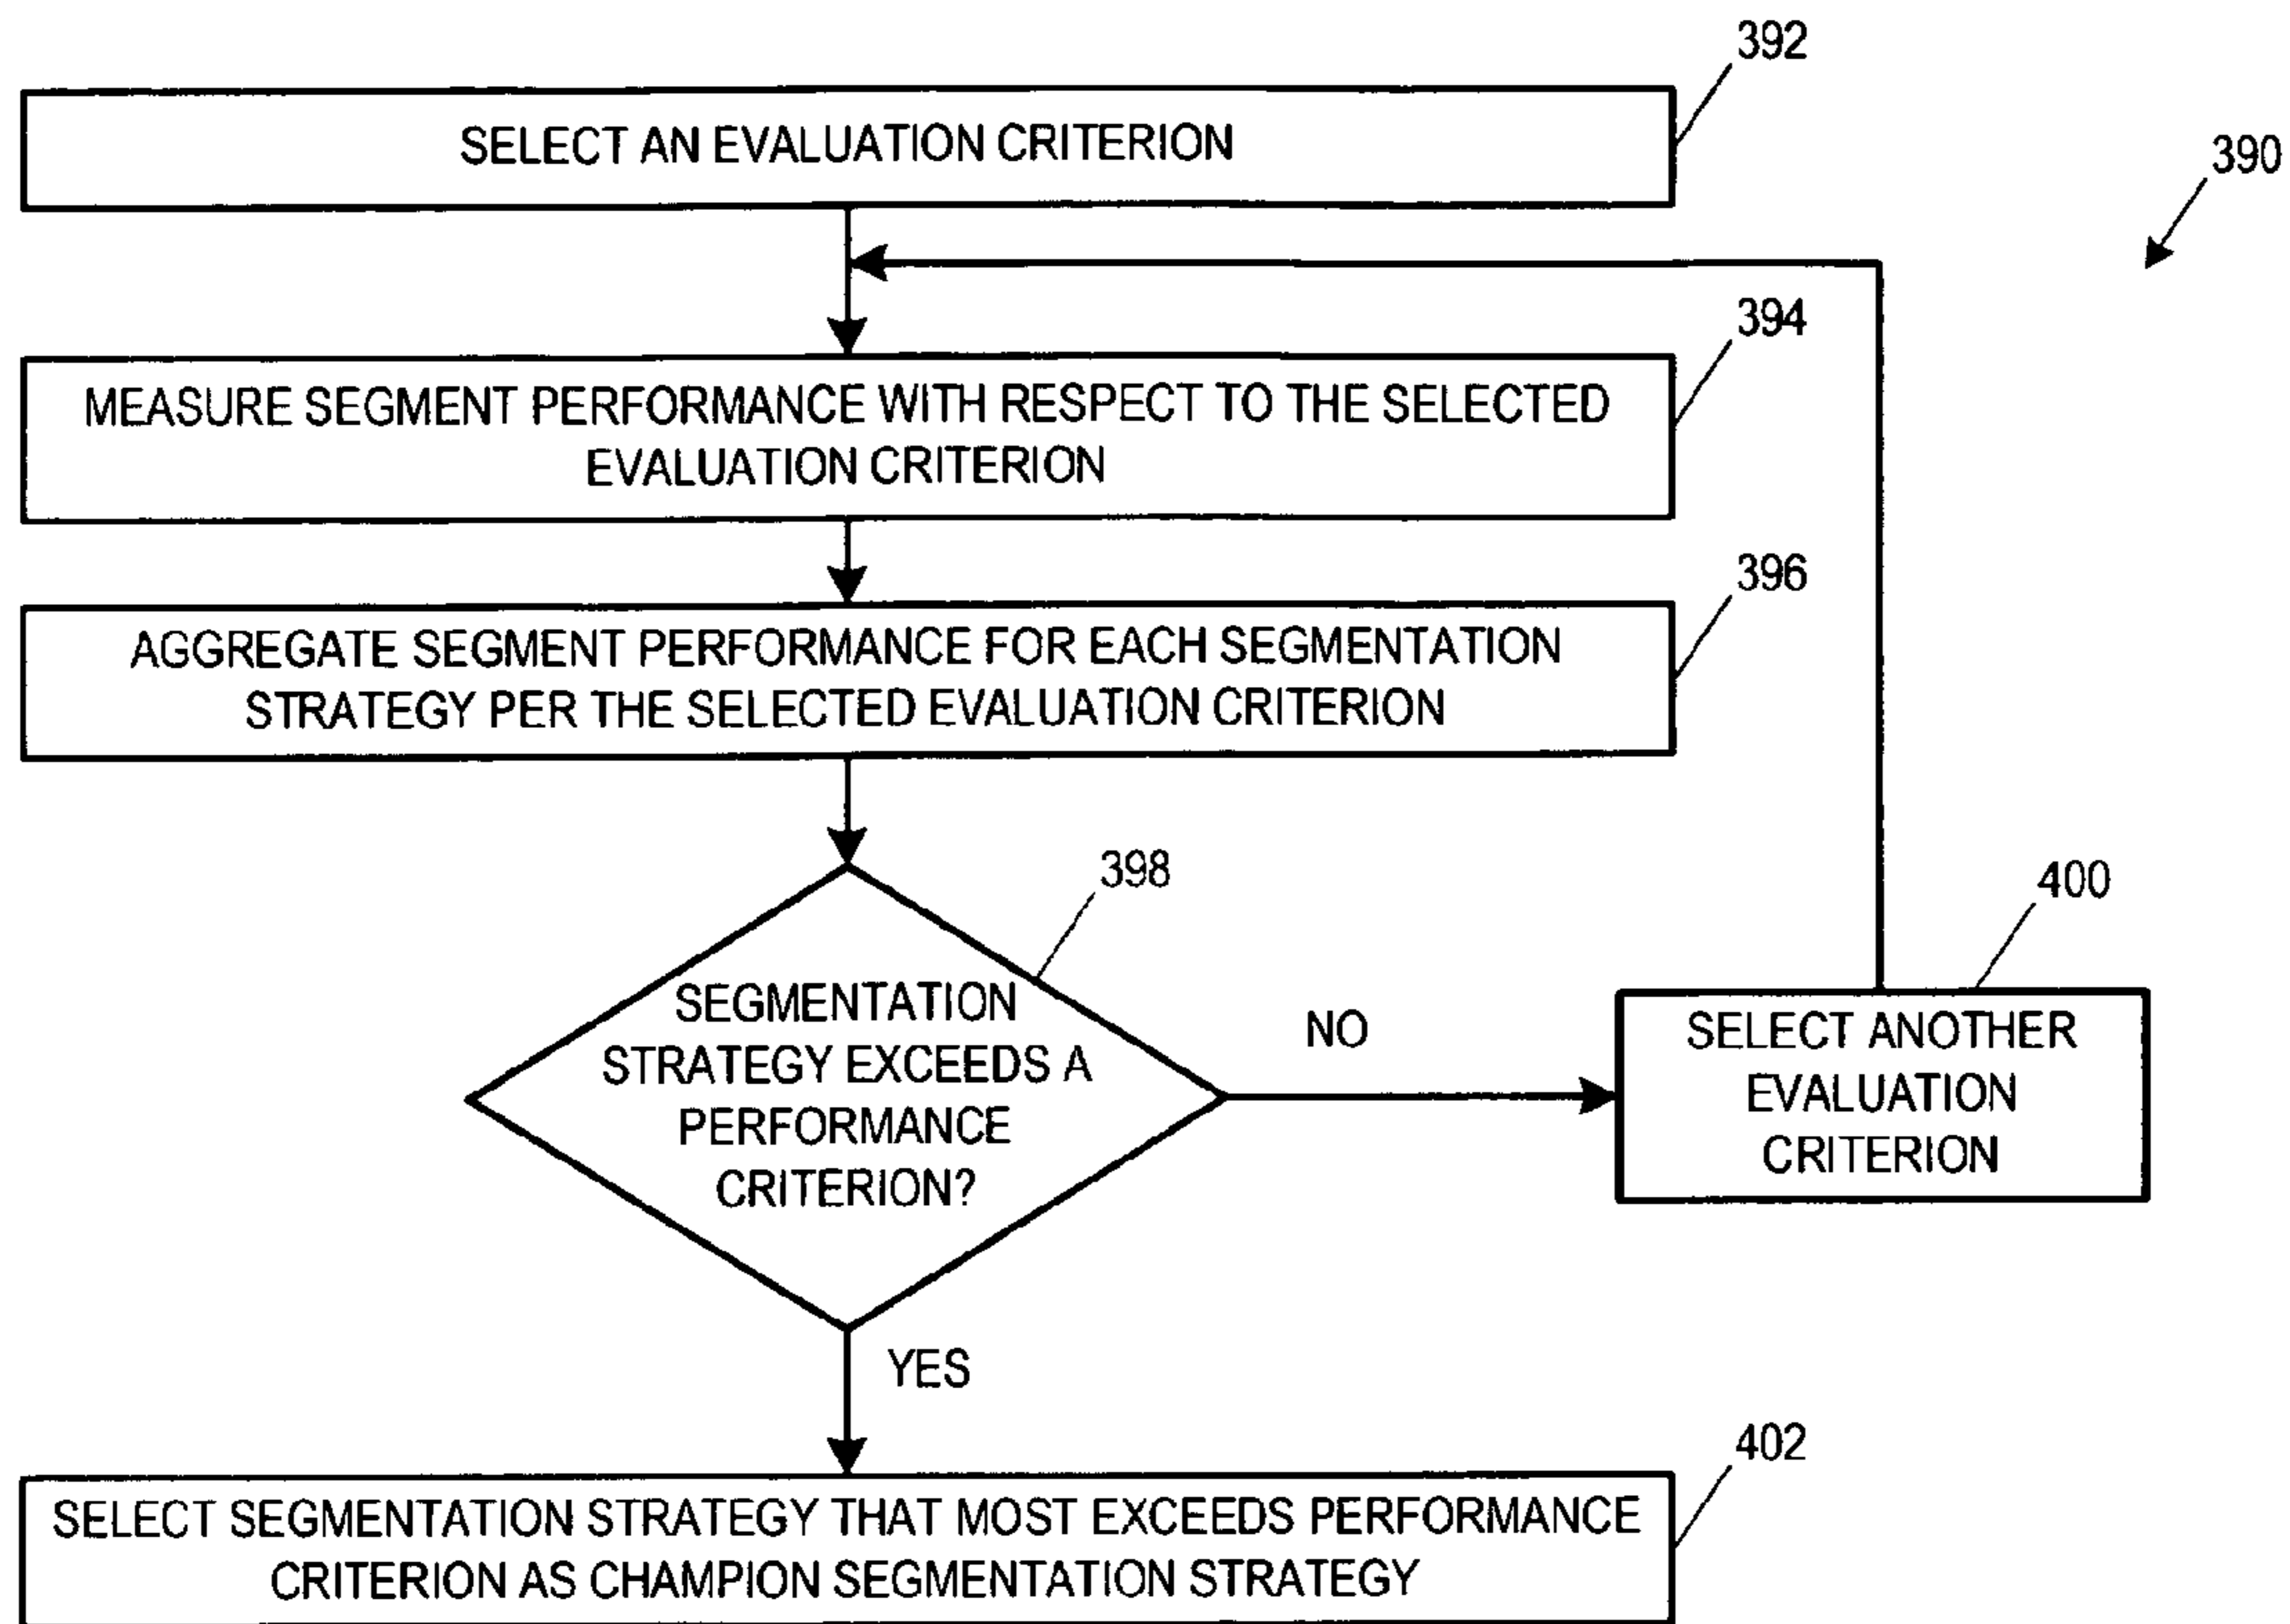 392
SELECT AN EVALUATION CRITERION
390
394
MEASURE SEGMENT PERFORMANCE WITH RESPECT TO THE SELECTED
EVALUATION CRITERION
396
AGGREGATE SEGMENT PERFORMANCE FOR EACH SEGMENTATION
STRATEGY PER THE SELECTED EVALUATION CRITERION
398
SEGMENTATION
STRATEGY EXCEEDS A
PERFORMANCE
CRITERION?
NO
400
SELECT ANOTHER
EVALUATION
CRITERION
YES
402
SELECT SEGMENTATION STRATEGY THAT MOST EXCEEDS PERFORMANCE
CRITERION AS CHAMPION SEGMENTATION STRATEGY